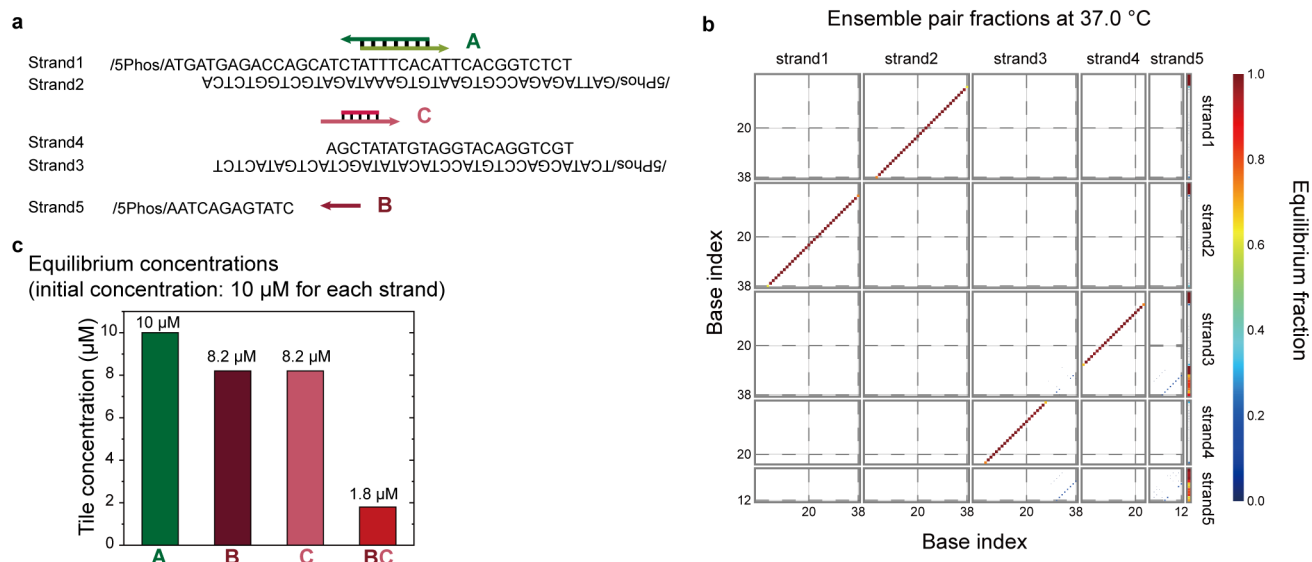 a
A
Strand1 /5Phos/ATGATGAGACCAGCATCTATTTCACATTCACGGTCTCT
Strand2 /5Phos/GATTAGAGACCGTGAATGTGAAATAGATGCTGGTCTCA
C
Strand4 AGCTATATGTAGGTACAGGTCGT
Strand3 /5Phos/TCATACGACCTGTACCTACATATAGCTACTGATACTCT
Strand5 /5Phos/AATCAGAGTATC B
c
Equilibrium concentrations
(initial concentration: 10 µM for each strand)
Tile concentration (µM)
10
8
6
4
2
0
10 µM
8.2 µM
8.2 µM
1.8 µM
A B C BC
b
Ensemble pair fractions at 37.0 °C
strand1 strand2 strand3 strand4 strand5
Base index
20
38
20
38
20
38
20
12
strand1
strand2
strand3
strand4
strand5
20 38 20 38 20 38 20 12
Base index
1.0
0.8
0.6
0.4
0.2
0.0
Equilibrium fraction